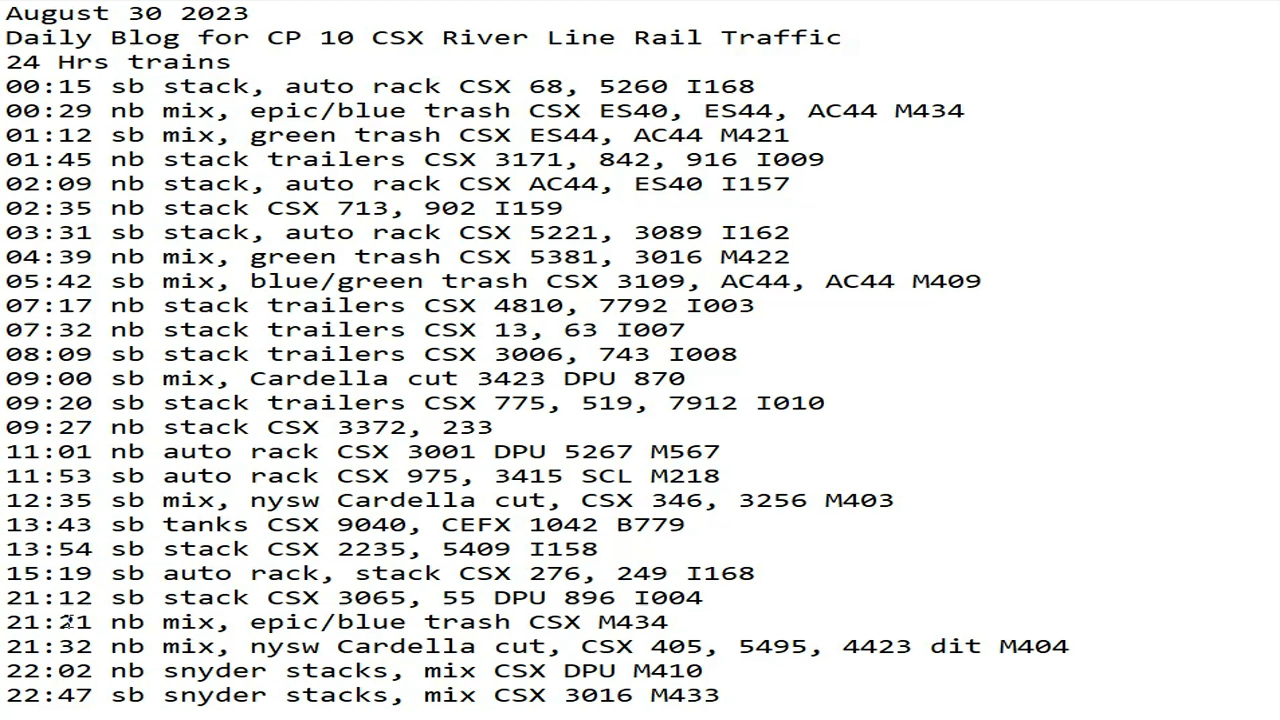 August 30 2023
Daily Blog for CP 10 CSX River Line Rail Traffic
24 Hrs trains
00:15 sb stack, auto rack CSX 68, 5260 I168
00:29 nb mix, epic/blue trash CSX ES40, ES44, AC44 M434
01:12 sb mix, green trash CSX ES44, AC44 M421
01:45 nb stack trailers CSX 3171, 842, 916 I009
02:09 nb stack, auto rack CSX AC44, ES40 I157
02:35 nb stack CSX 713, 902 I159
03:31 sb stack, auto rack CSX 5221, 3089 I162
04:39 nb mix, green trash CSX 5381, 3016 M422
05:42 sb mix, blue/green trash CSX 3109, AC44, AC44 M409
07:17 nb stack trailers CSX 4810, 7792 I003
07:32 nb stack trailers CSX 13, 63 I007
08:09 sb stack trailers CSX 3006, 743 I008
09:00 sb mix, Cardella cut 3423 DPU 870
09:20 sb stack trailers CSX 775, 519, 7912 I010
09:27 nb stack CSX 3372, 233
11:01 nb auto rack CSX 3001 DPU 5267 M567
11:53 sb auto rack CSX 975, 3415 SCL M218
12:35 sb mix, nysw Cardella cut, CSX 346, 3256 M403
13:43 sb tanks CSX 9040, CEFX 1042 B779
13:54 sb stack CSX 2235, 5409 I158
15:19 sb auto rack, stack CSX 276, 249 I168
21:12 sb stack CSX 3065, 55 DPU 896 I004
nb mix, epic/blue trash CSX M434
21:32 nb mix, nysw Cardella cut, CSX 405, 5495, 4423 dit M404
22:02 nb snyder stacks, mix CSX DPU M410
22:47 sb snyder stacks, mix CSX 3016 M433